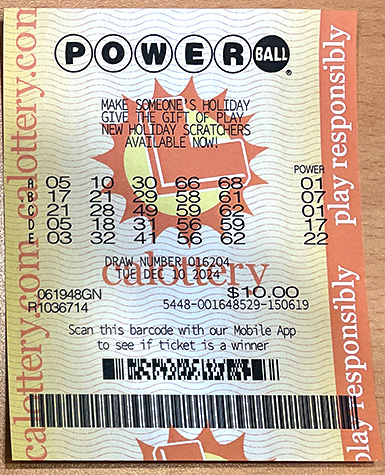 POWER BALL
MAKE SOMEONE'S HOLIDAY
GIVE THE GIFT OF PLAY
NEW HOLIDAY SCRATCHERS
AVAILABLE NOW!
POWER
A 05 10 30 66 68 01
B 17 21 29 58 61 07
C 21 28 49 59 62 01
D 05 18 31 56 59 17
E 03 32 41 56 62 22
DRAW NUMBER 016204
TUE DEC 10 2024
calottery
$10.00
061948GN
R1036714
5448-001648529-150619
Scan this barcode with our Mobile App
to see if ticket is a winner
calottery.com calottery.com
play responsibly
play responsibly